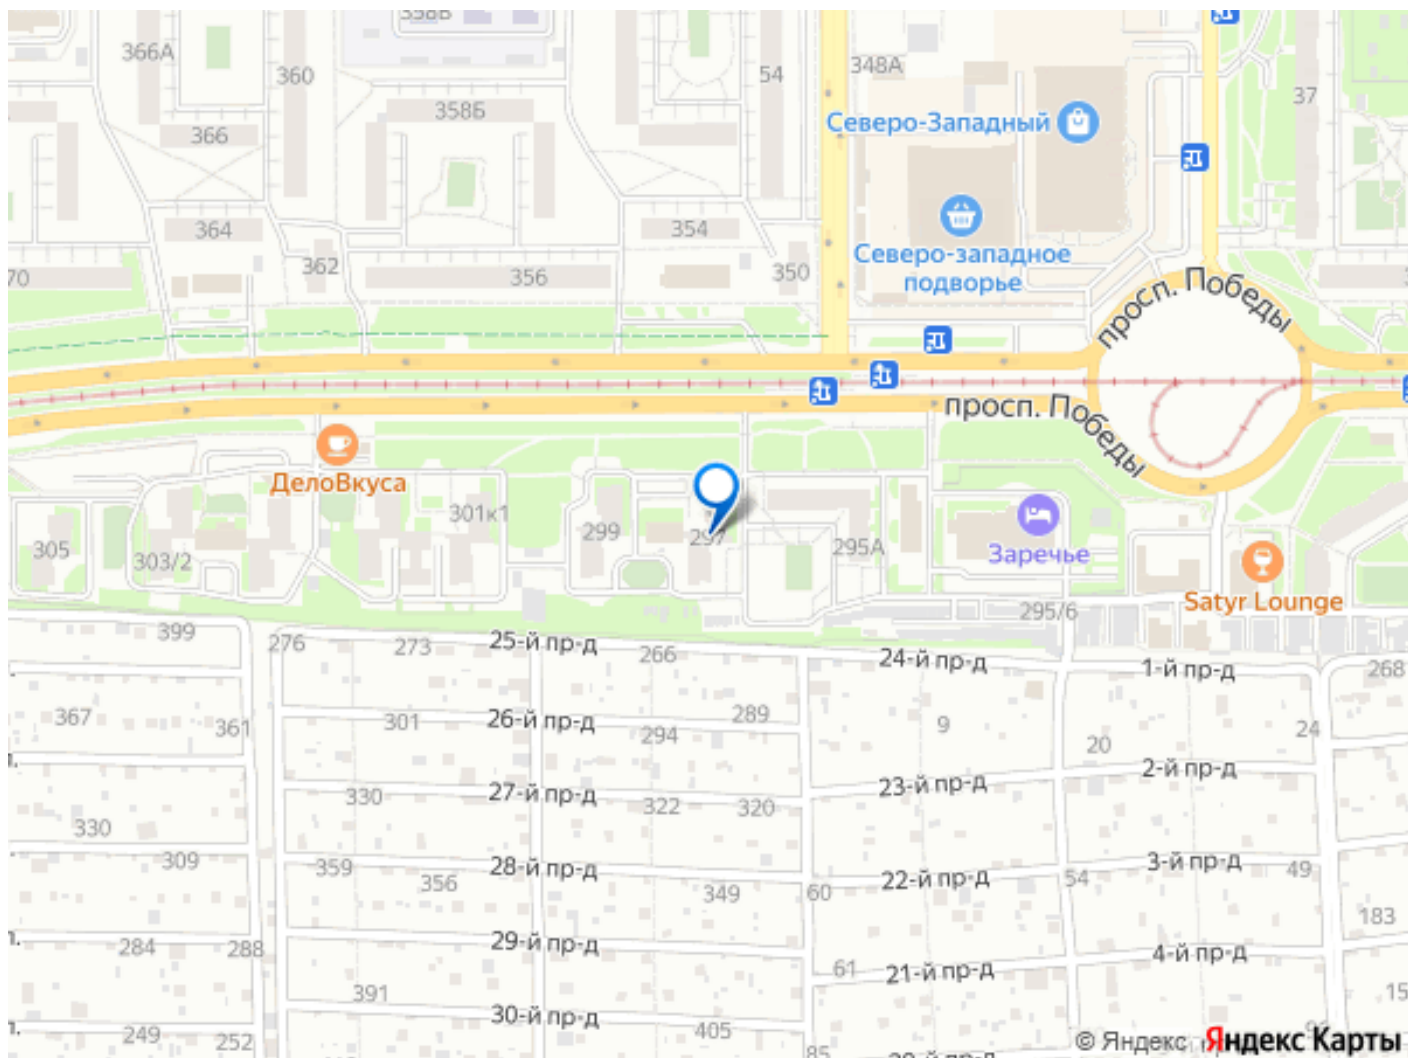 358Б
366А
360
54
348А
37
358Б
Северо-Западный
366
364
354
Северо-западное
подворье
362
356
350
70
просп. Победы
просп. Победы
ДелоВкуса
301к1
299
297
295А
305
303/2
Заречье
Satyr Lounge
295/6
399
276
273
25-й пр-д
266
24-й пр-д
1-й пр-д
268
367
361
301
26-й пр-д
294
289
9
20
24
2-й пр-д
23-й пр-д
330
27-й пр-д
322
320
330
309
359
356
28-й пр-д
349
60
22-й пр-д
54
3-й пр-д
49
183
284
288
29-й пр-д
61
21-й пр-д
4-й пр-д
391
15
249
252
30-й пр-д
405
85
© Яндекс Яндекс Карты